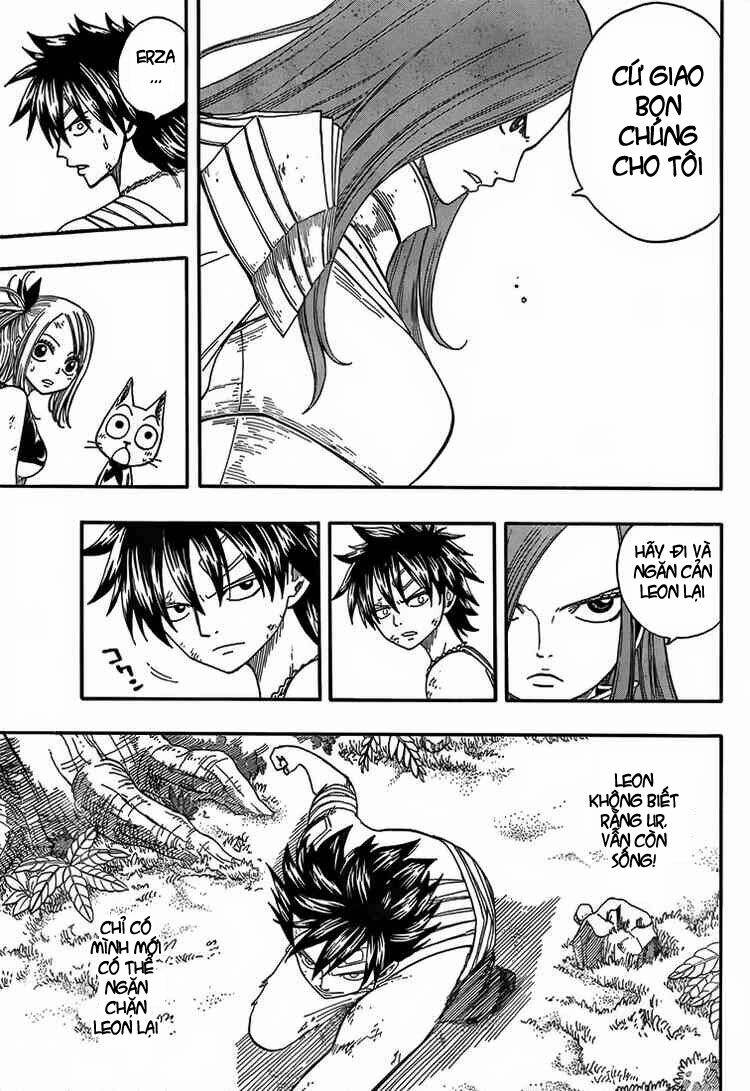 CỨ GIAO
BỌN
CHÚNG
CHO TÔI
ERZA
...
HÃY ĐI VÀ
NGĂN CẢN
LEON LẠI
LEON
KHÔNG BIẾT
RẰNG UR,
VẪN CÒN
SỐNG!
CHỈ CÓ
MÌNH MỚI
CÓ THỂ
NGĂN
CHẶN
LEON LẠI